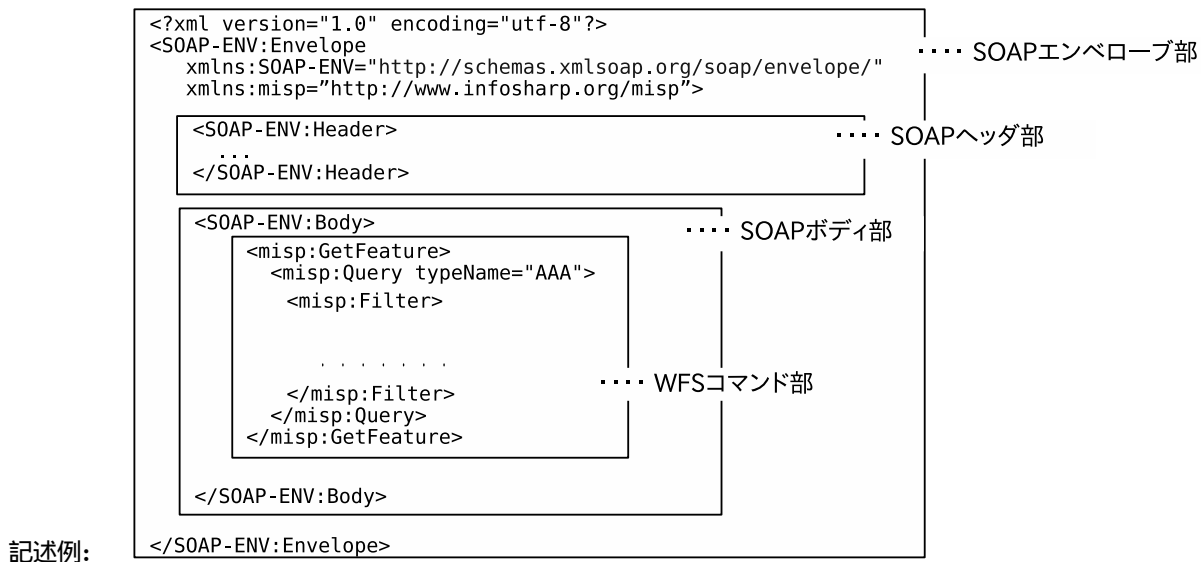 <?xml version="1.0" encoding="utf-8"?>
<SOAP-ENV:Envelope
xmlns:SOAP-ENV="http://schemas.xmlsoap.org/soap/envelope/"
xmlns:misp="http://www.infosharp.org/misp”>
････ SOAPエンベローブ部
<SOAP-ENV:Header>
...
</SOAP-ENV:Header>
････ SOAPヘッダ部
<SOAP-ENV:Body>
････ SOAPボディ部
<misp:GetFeature>
<misp:Query typeName="AAA">
<misp:Filter>
. . . . . . .
</misp:Filter>
</misp:Query>
</misp:GetFeature>
････ WFSコマンド部
</SOAP-ENV:Body>
</SOAP-ENV:Envelope>
記述例: